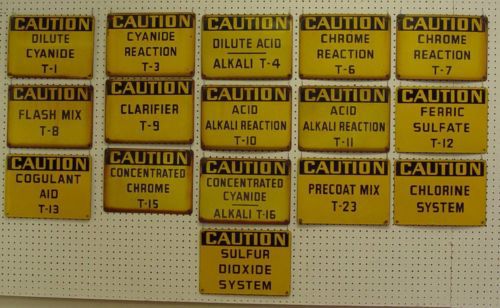 CAUTION
DILUTE
CYANIDE
T-1
CAUTION
CYANIDE
REACTION
T-3
CAUTION
DILUTE ACID
ALKALI T-4
CAUTION
CHROME
REACTION
T-6
CAUTION
CHROME
REACTION
T-7
CAUTION
FLASH MIX
T-8
CAUTION
CLARIFIER
T-9
CAUTION
ACID
ALKALI REACTION
T-10
CAUTION
ACID
ALKALI REACTION
T-11
CAUTION
FERRIC
SULFATE
T-12
CAUTION
COGULANT
AID
T-13
CAUTION
CONCENTRATED
CHROME
T-15
CAUTION
CONCENTRATED
CYANIDE
ALKALI T-16
CAUTION
PRECOAT MIX
T-23
CAUTION
CHLORINE
SYSTEM
CAUTION
SULFUR
DIOXIDE
SYSTEM